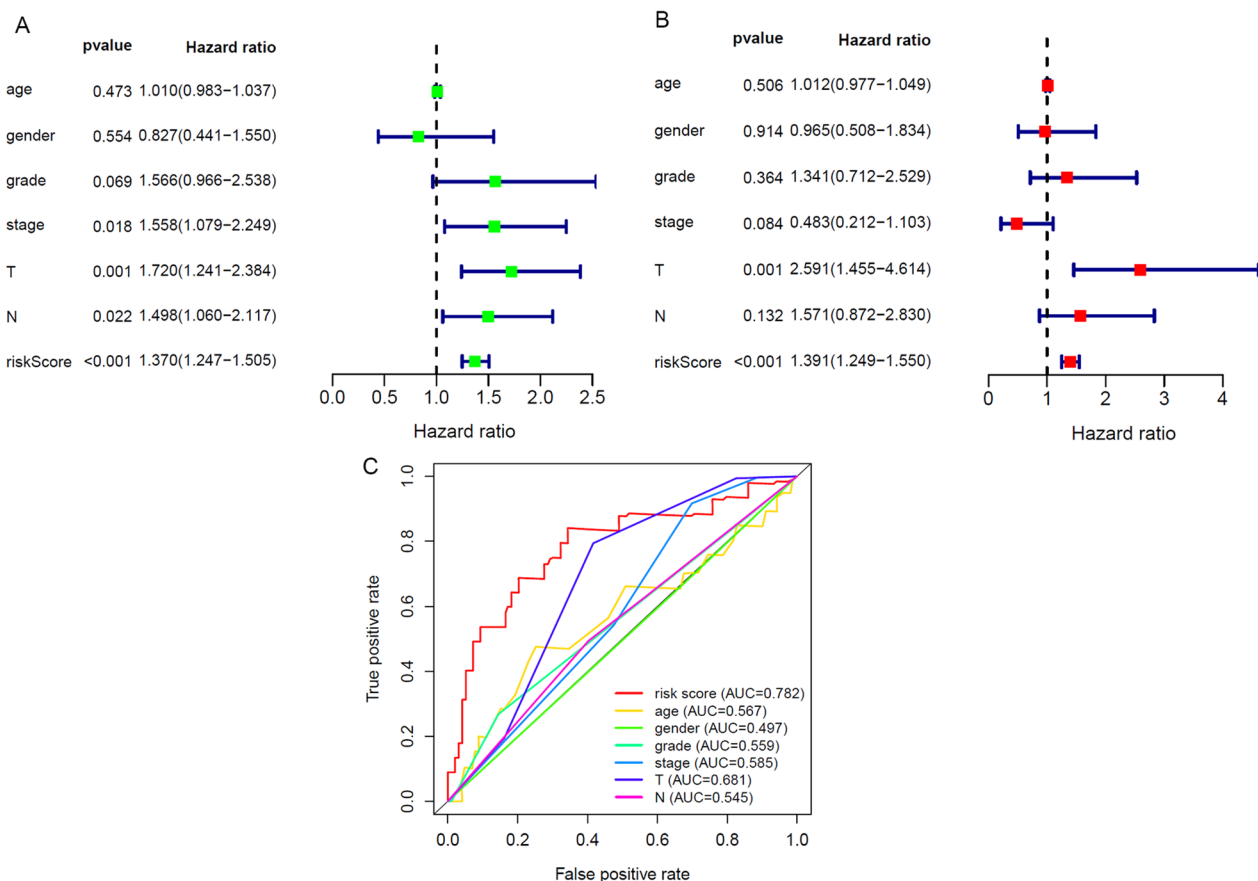 A
pvalue Hazard ratio
age 0.473 1.010(0.983−1.037)
gender 0.554 0.827(0.441−1.550)
grade 0.069 1.566(0.966−2.538)
stage 0.018 1.558(1.079−2.249)
T 0.001 1.720(1.241−2.384)
N 0.022 1.498(1.060−2.117)
riskScore <0.001 1.370(1.247−1.505)
0.0 0.5 1.0 1.5 2.0 2.5
Hazard ratio
B
pvalue Hazard ratio
age 0.506 1.012(0.977−1.049)
gender 0.914 0.965(0.508−1.834)
grade 0.364 1.341(0.712−2.529)
stage 0.084 0.483(0.212−1.103)
T 0.001 2.591(1.455−4.614)
N 0.132 1.571(0.872−2.830)
riskScore <0.001 1.391(1.249−1.550)
0 1 2 3 4
Hazard ratio
C
True positive rate
1.0
0.8
0.6
0.4
0.2
0.0
risk score (AUC=0.782)
age (AUC=0.567)
gender (AUC=0.497)
grade (AUC=0.559)
stage (AUC=0.585)
T (AUC=0.681)
N (AUC=0.545)
0.0 0.2 0.4 0.6 0.8 1.0
False positive rate